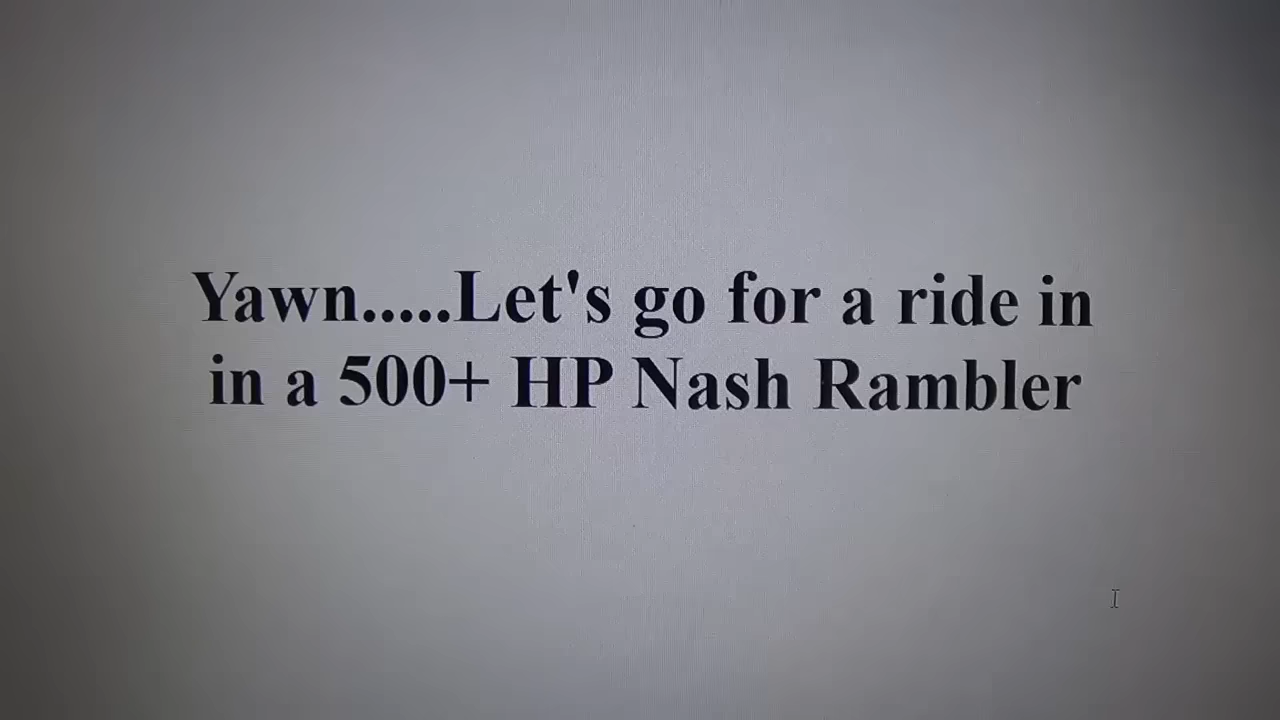 Yawn.....Let's go for a ride in
in a 500+ HP Nash Rambler